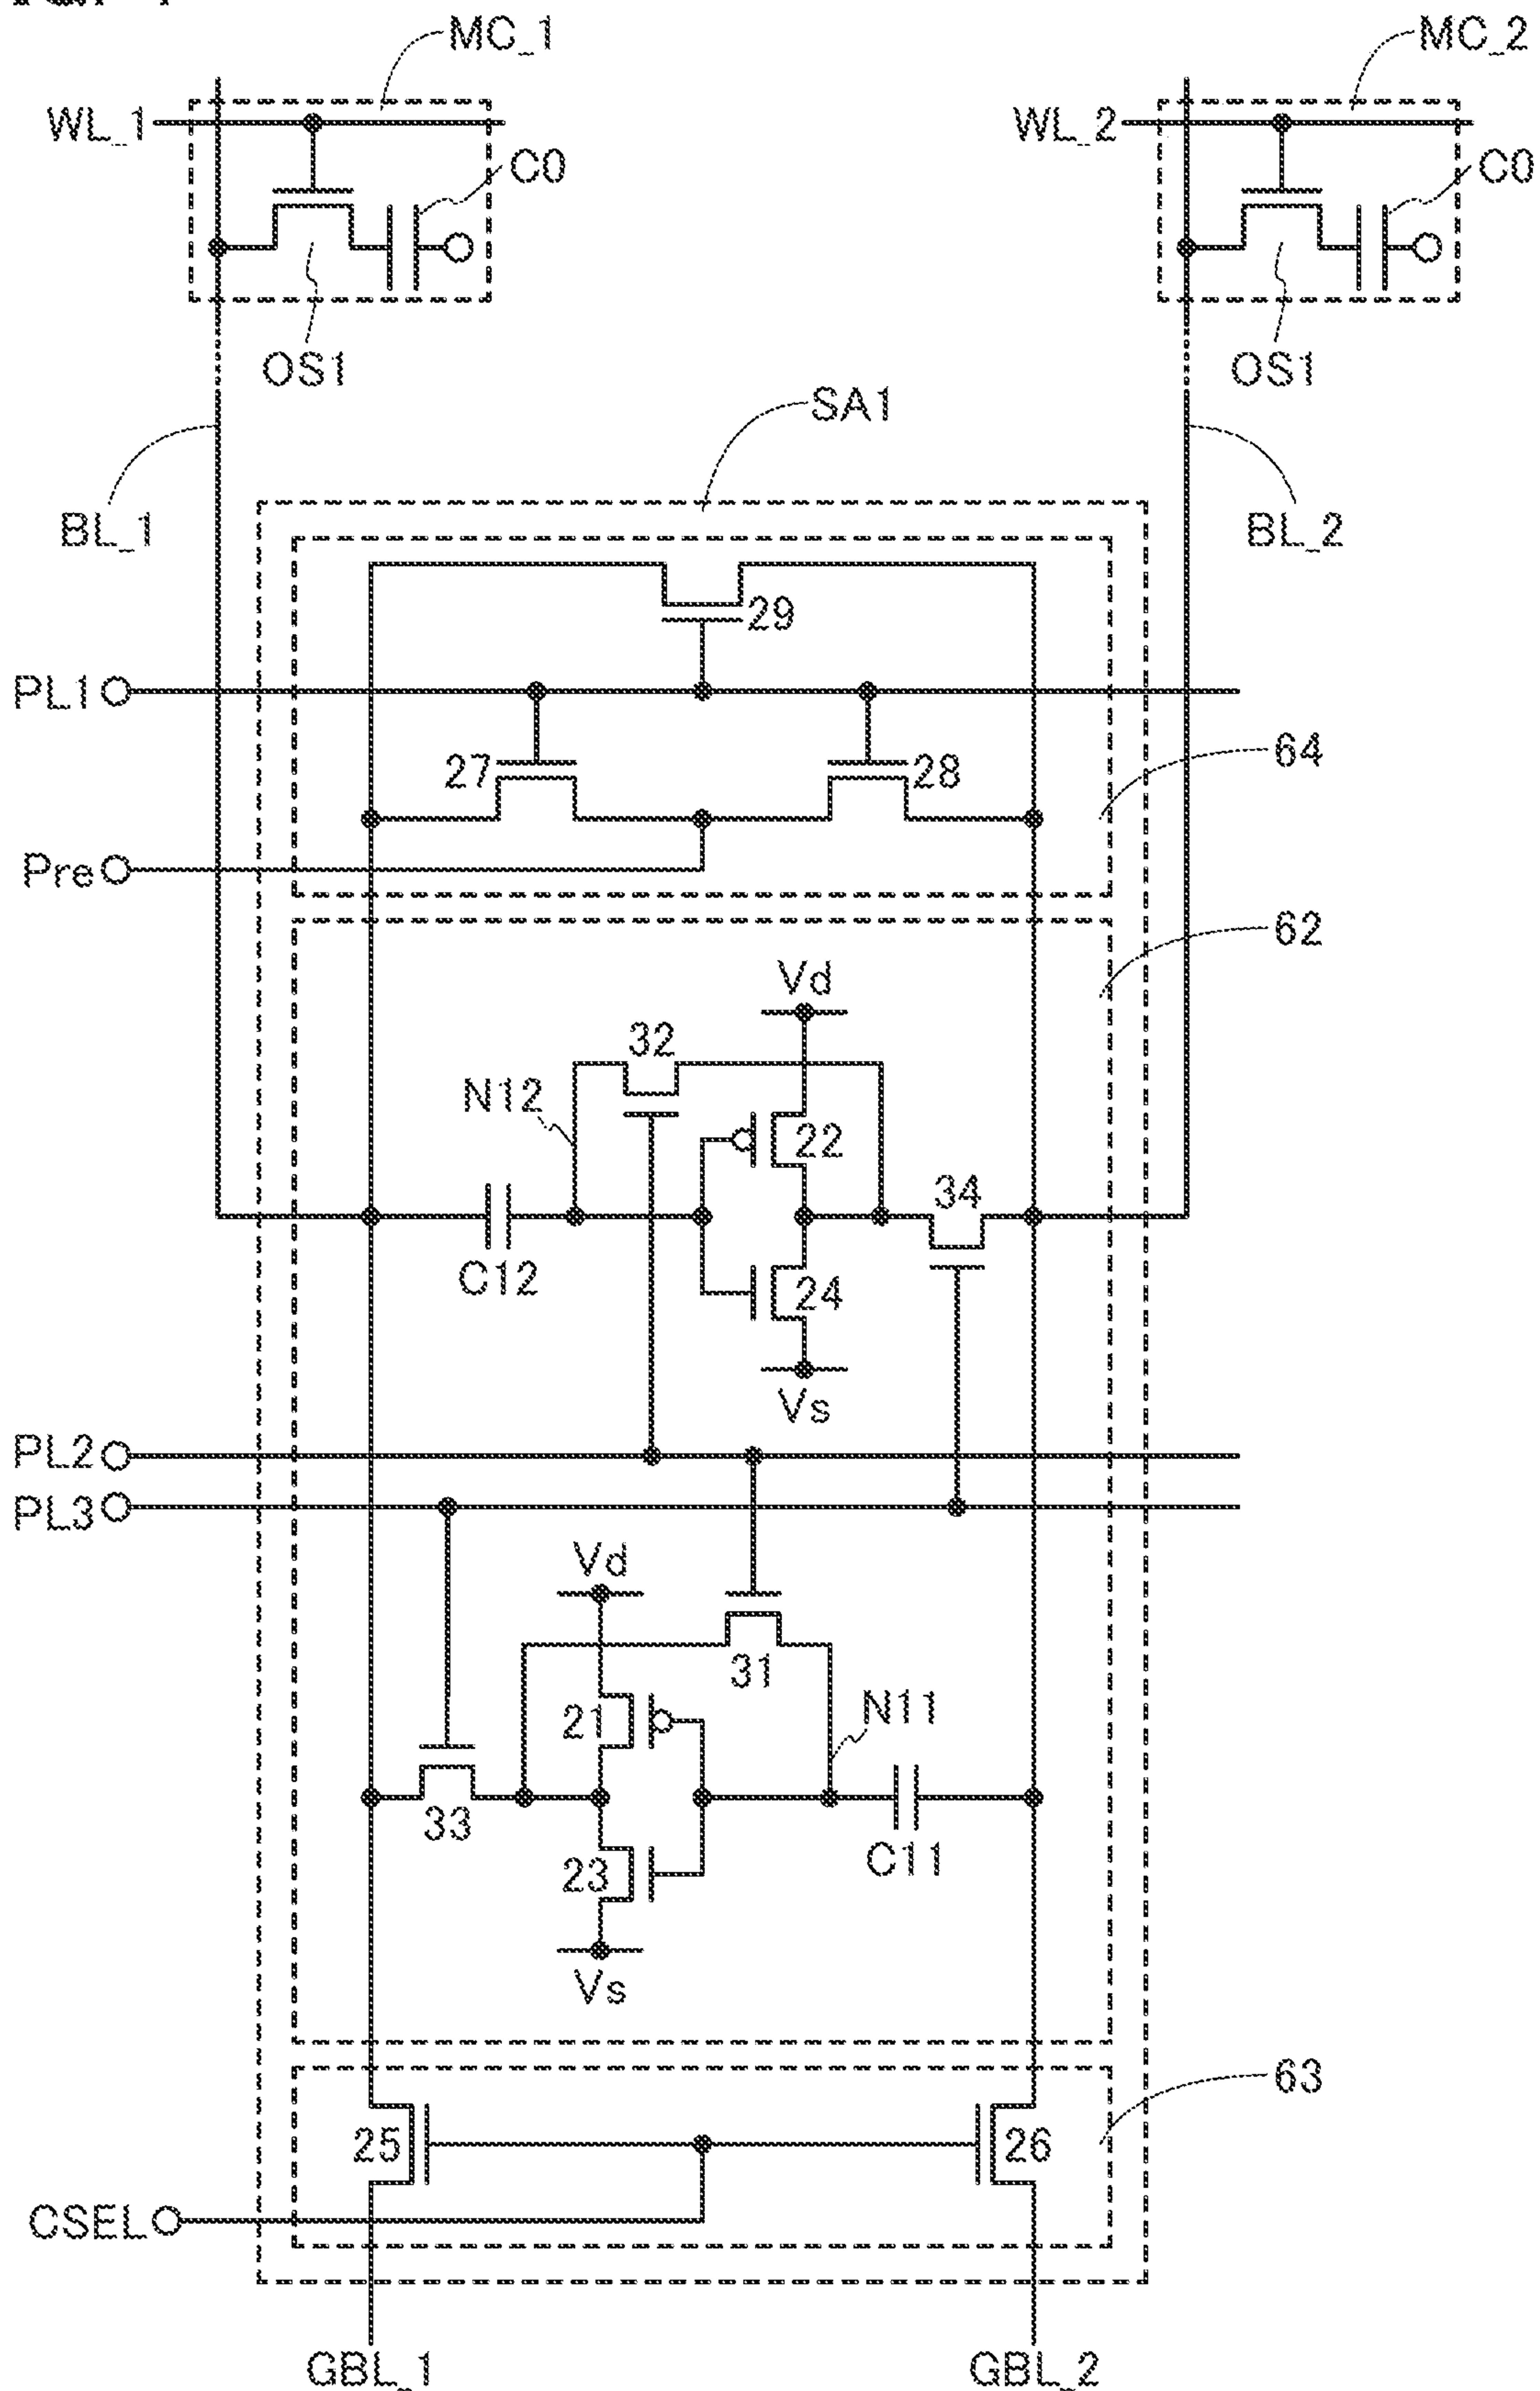 MC_1
MC_2
WL_1
WL_2
C0
C0
OS1
OS1
SA1
BL_1
BL_2
29
PL1
27
28
64
Pre
62
Vd
32
N12
22
34
C12
24
Vs
PL2
PL3
Vd
31
21
N11
33
23
C11
Vs
63
25
26
CSEL
GBL_1
GBL_2